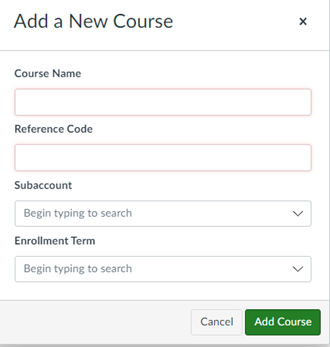 Add a New Course
Course Name
Reference Code
Subaccount
Begin typing to search
Enrollment Term
Begin typing to search
Cancel
Add Course